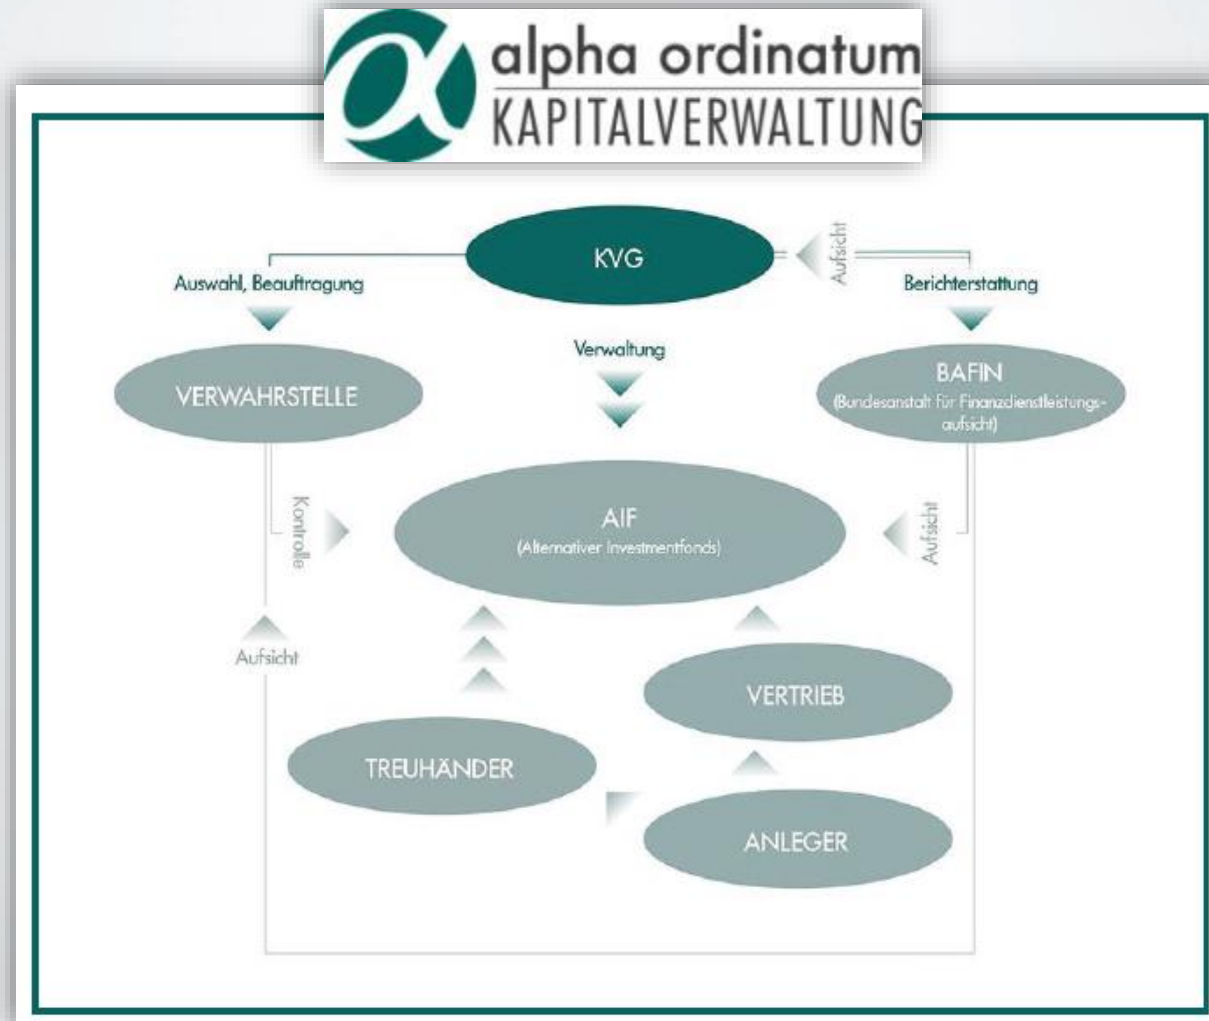 alpha ordinatum
KAPITALVERWALTUNG
KVG
Aufsicht
Auswahl, Beauftragung
Berichterstattung
Verwaltung
VERWAHRSTELLE
BAFIN
(Bundesanstalt für Finanzdienstleistungs-
aufsicht)
Kontrolle
AIF
(Alternativer Investmentfonds)
Aufsicht
Aufsicht
VERTRIEB
TREUHÄNDER
ANLEGER